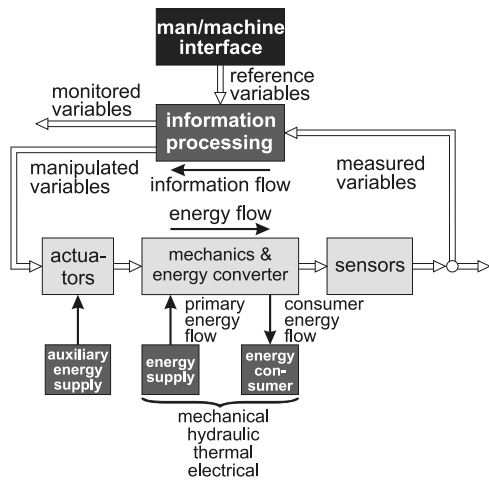 man/machine
interface
reference
variables
monitored
variables
information
processing
manipulated
variables
measured
variables
information flow
energy flow
actua-
tors
mechanics &
energy converter
sensors
primary
energy
flow
consumer
energy
flow
auxiliary
energy
supply
energy
supply
energy
con-
sumer
mechanical
hydraulic
thermal
electrical